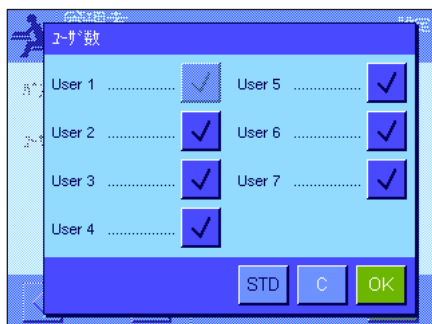 ﾕｰｻﾞ数
User 1 ................
User 5 ................
User 2 ................
User 6 ................
User 3 ................
User 7 ................
User 4 ................
STD C OK